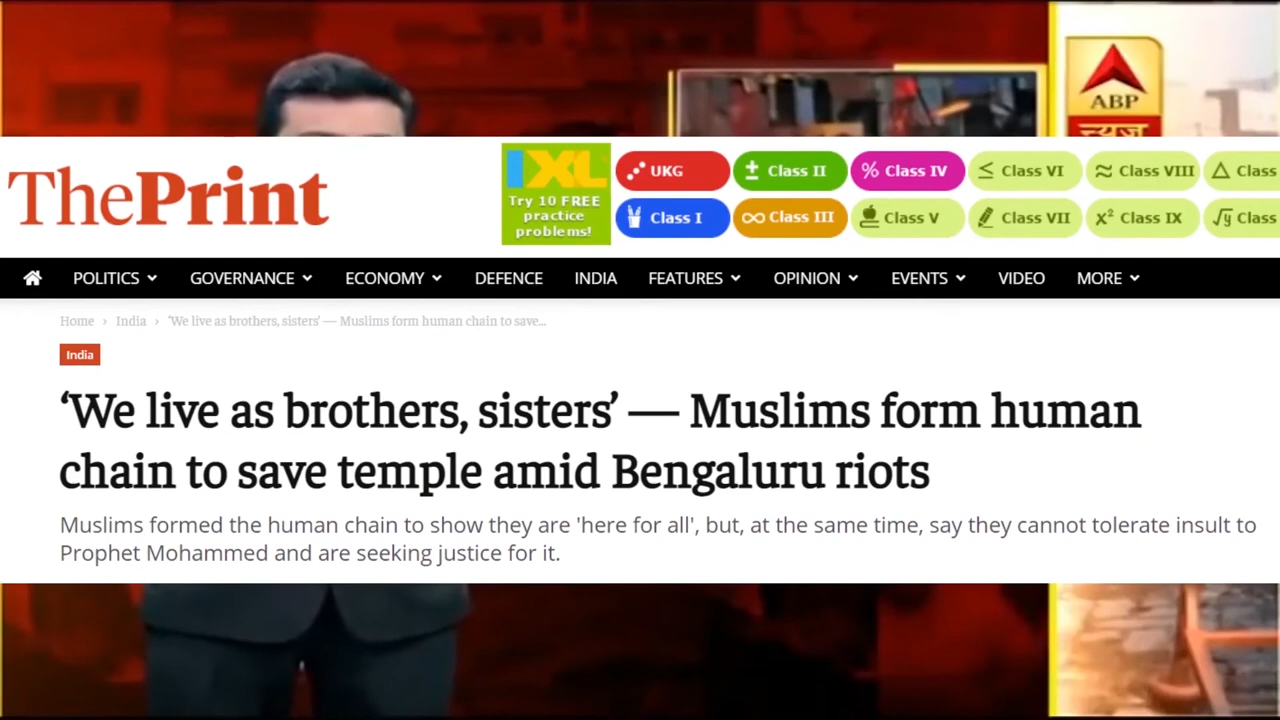 ABP
न्यूज़
ThePrint
IXL
Try 10 FREE
practice
problems!
UKG
Class II
% Class IV
Class VI
Class VIII
Class
Class I
Class III
Class V
Class VII
x² Class IX
√y Class
POLITICS
GOVERNANCE
ECONOMY
DEFENCE
INDIA
FEATURES
OPINION
EVENTS
VIDEO
MORE
Home › India › ‘We live as brothers, sisters’ — Muslims form human chain to save...
India
‘We live as brothers, sisters’ — Muslims form human
chain to save temple amid Bengaluru riots
Muslims formed the human chain to show they are 'here for all', but, at the same time, say they cannot tolerate insult to
Prophet Mohammed and are seeking justice for it.